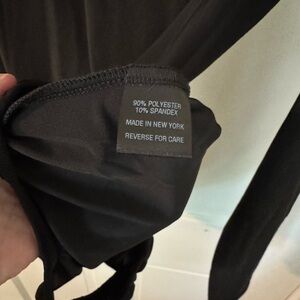 90% POLYESTER
10% SPANDEX
MADE IN NEW YORK
REVERSE FOR CARE